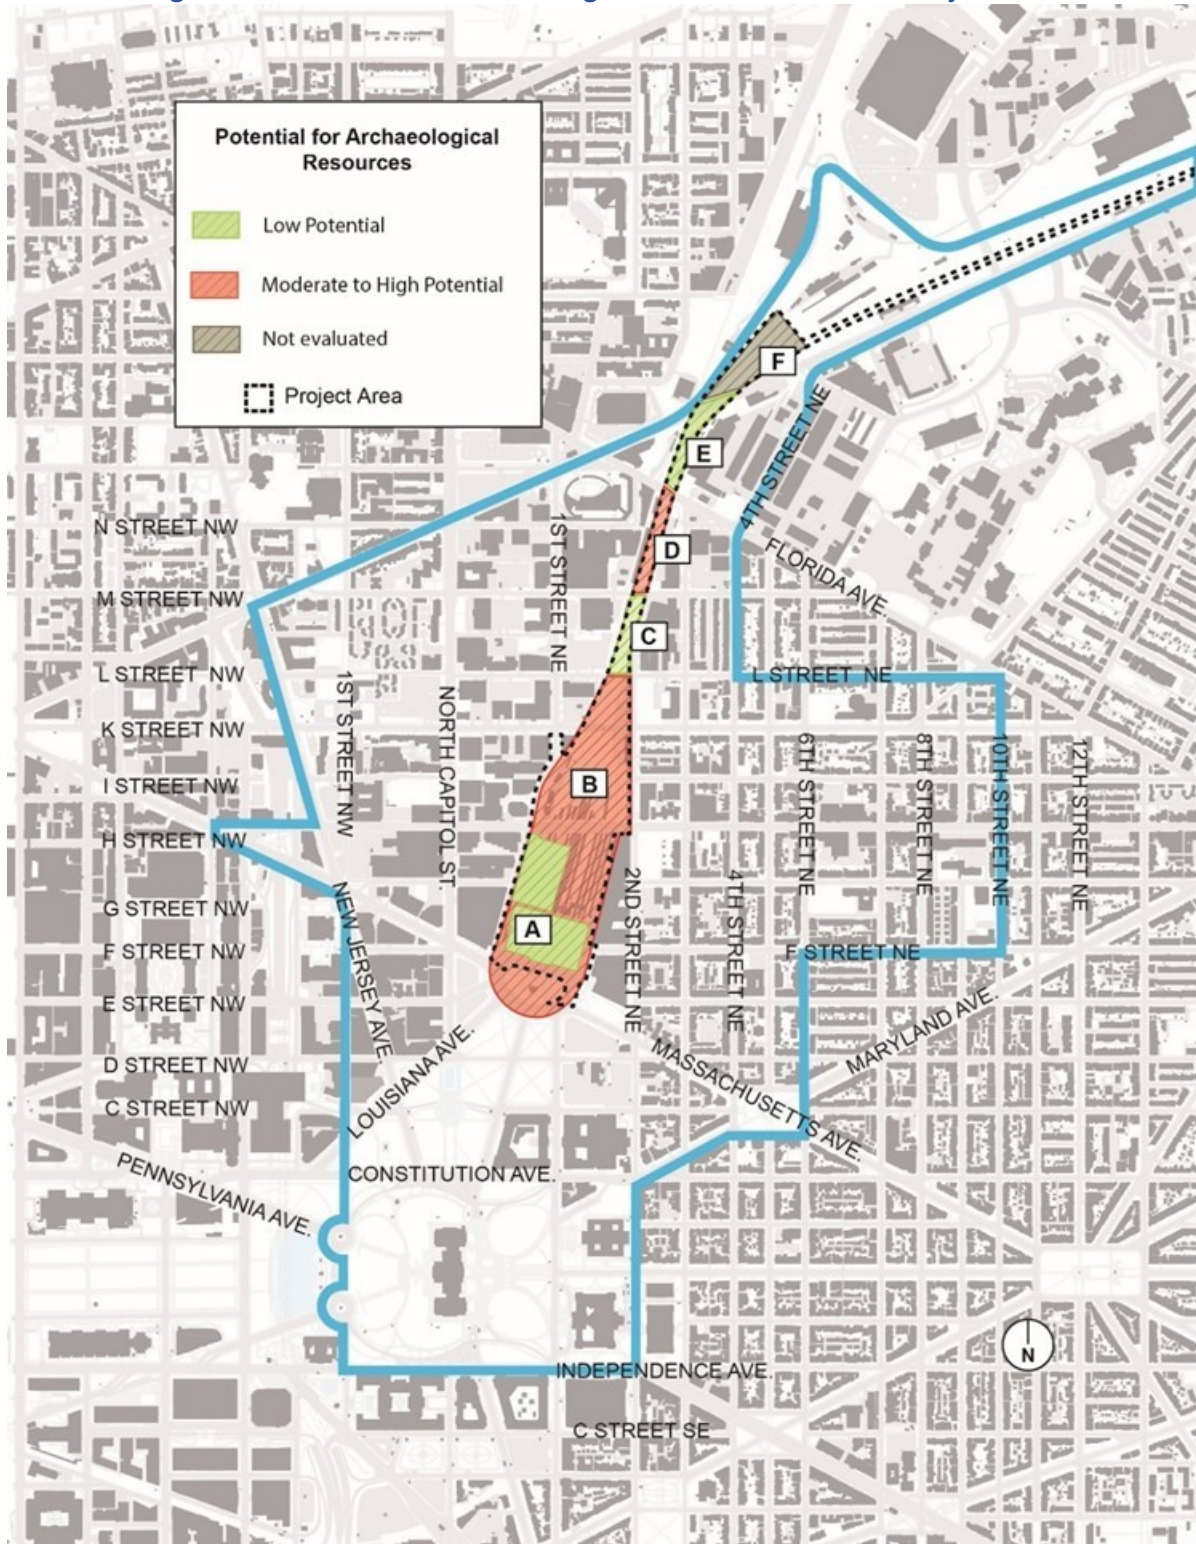 Potential for Archaeological
Resources
Low Potential
Moderate to High Potential
Not evaluated
Project Area
F
E
4TH STREET NE
N STREET NW
1ST STREET NE
D
FLORIDA AVE.
M STREET NW
C
L STREET NW
L STREET NE
1ST STREET NW
NORTH CAPITOL ST.
K STREET NW
6TH STREET NE
8TH STREET NE
10TH STREET NE
12TH STREET NE
I STREET NW
B
H STREET NW
NEW JERSEY AVE.
2ND STREET NE
4TH STREET NE
G STREET NW
A
F STREET NW
F STREET NE
E STREET NW
MARYLAND AVE.
LOUISIANA AVE.
MASSACHUSETTS AVE.
D STREET NW
C STREET NW
PENNSYLVANIA AVE.
CONSTITUTION AVE.
N
INDEPENDENCE AVE.
C STREET SE